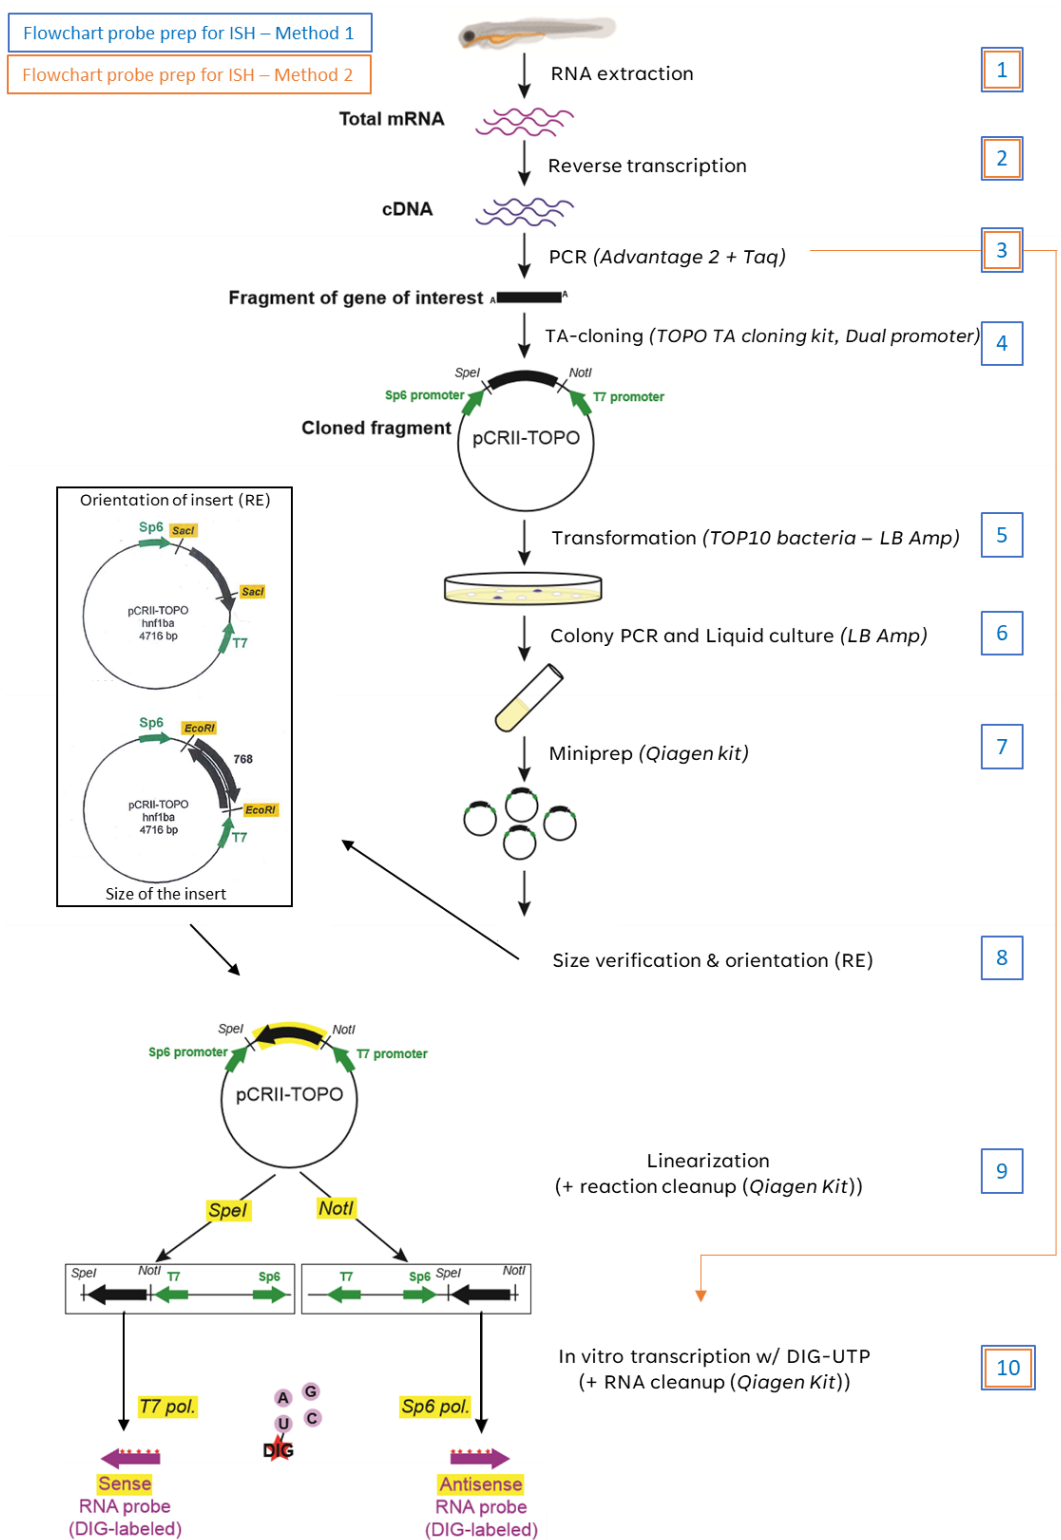 Flowchart probe prep for ISH – Method 1
Flowchart probe prep for ISH – Method 2
RNA extraction
1
Total mRNA
Reverse transcription
2
cDNA
PCR (Advantage 2 + Taq)
3
Fragment of gene of interest
A
A
TA-cloning (TOPO TA cloning kit, Dual promoter)
4
SpeI
NotI
Sp6 promoter
T7 promoter
Cloned fragment
pCRII-TOPO
Orientation of insert (RE)
Sp6
SacI
SacI
pCRII-TOPO
hnf1ba
4716 bp
T7
Sp6
EcoRI
768
EcoRI
pCRII-TOPO
hnf1ba
4716 bp
T7
Size of the insert
Transformation (TOP10 bacteria – LB Amp)
5
Colony PCR and Liquid culture (LB Amp)
6
Miniprep (Qiagen kit)
7
Size verification & orientation (RE)
8
SpeI
NotI
Sp6 promoter
T7 promoter
pCRII-TOPO
Linearization
(+ reaction cleanup (Qiagen Kit))
9
SpeI
NotI
SpeI
NotI
T7
Sp6
T7
Sp6
SpeI
NotI
In vitro transcription w/ DIG-UTP
(+ RNA cleanup (Qiagen Kit))
10
T7 pol.
A
G
U
C
DIG
Sp6 pol.
Sense
RNA probe
(DIG-labeled)
Antisense
RNA probe
(DIG-labeled)